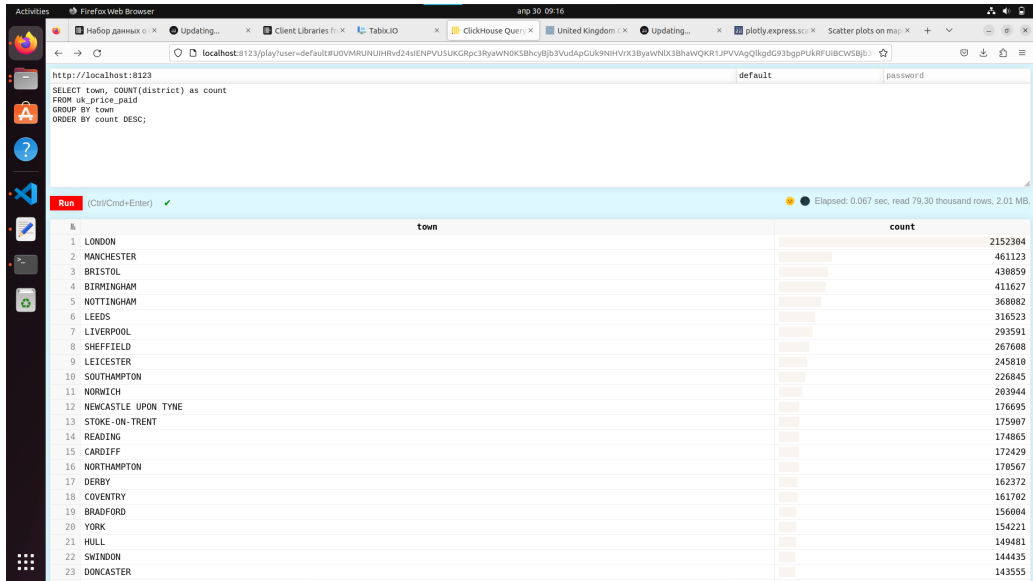 Activities
Firefox Web Browser
апр 30 09:16
Набор данных о
Updating...
Client Libraries
Tabix.IO
ClickHouse Query
United Kingdom
Updating...
plotly.express.sca
Scatter plots on map
http://localhost:8123
default
password
SELECT town, COUNT(district) as count
FROM uk_price_paid
GROUP BY town
ORDER BY count DESC;
Run (Ctrl/Cmd+Enter) ✔
Elapsed: 0.067 sec, read 79.30 thousand rows, 2.01 MB.
№ town count
1 LONDON 2152304
2 MANCHESTER 461123
3 BRISTOL 430859
4 BIRMINGHAM 411627
5 NOTTINGHAM 368082
6 LEEDS 316523
7 LIVERPOOL 293591
8 SHEFFIELD 267608
9 LEICESTER 245810
10 SOUTHAMPTON 226845
11 NORWICH 203944
12 NEWCASTLE UPON TYNE 176695
13 STOKE-ON-TRENT 175907
14 READING 174865
15 CARDIFF 172429
16 NORTHAMPTON 170567
17 DERBY 162372
18 COVENTRY 161702
19 BRADFORD 156004
20 YORK 154221
21 HULL 149481
22 SWINDON 144435
23 DONCASTER 143555